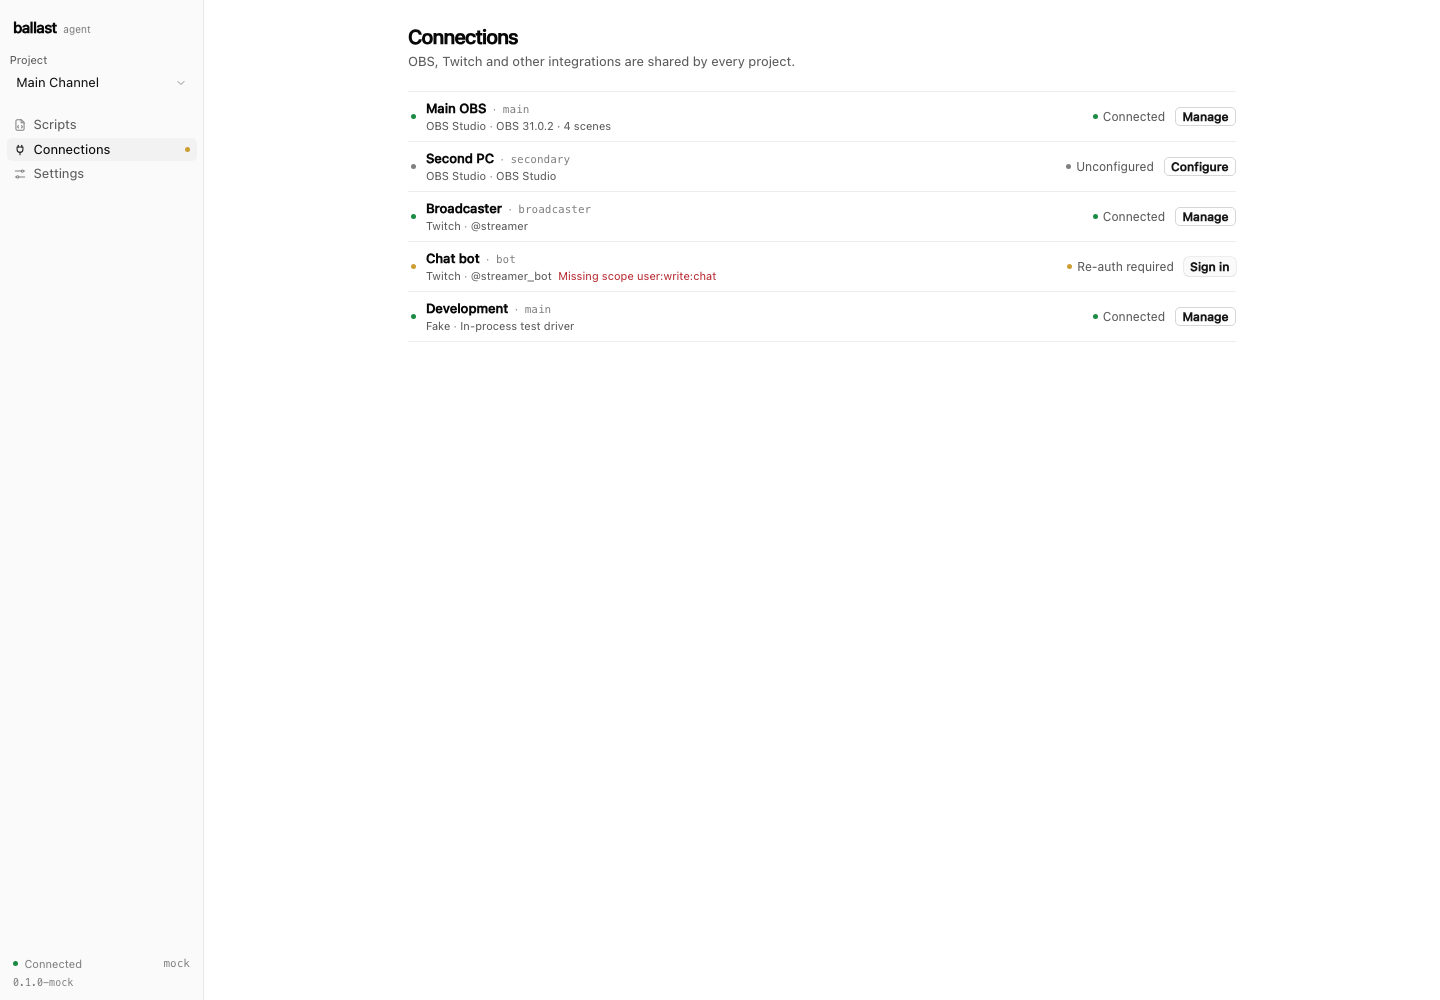 ballast agent
Project
Main Channel
Scripts
Connections
Settings
Connected mock
0.1.0-mock
Connections
OBS, Twitch and other integrations are shared by every project.
Main OBS · main
OBS Studio · OBS 31.0.2 · 4 scenes
Connected Manage
Second PC · secondary
OBS Studio · OBS Studio
Unconfigured Configure
Broadcaster · broadcaster
Twitch · @streamer
Connected Manage
Chat bot · bot
Twitch · @streamer_bot Missing scope user:write:chat
Re-auth required Sign in
Development · main
Fake · In-process test driver
Connected Manage